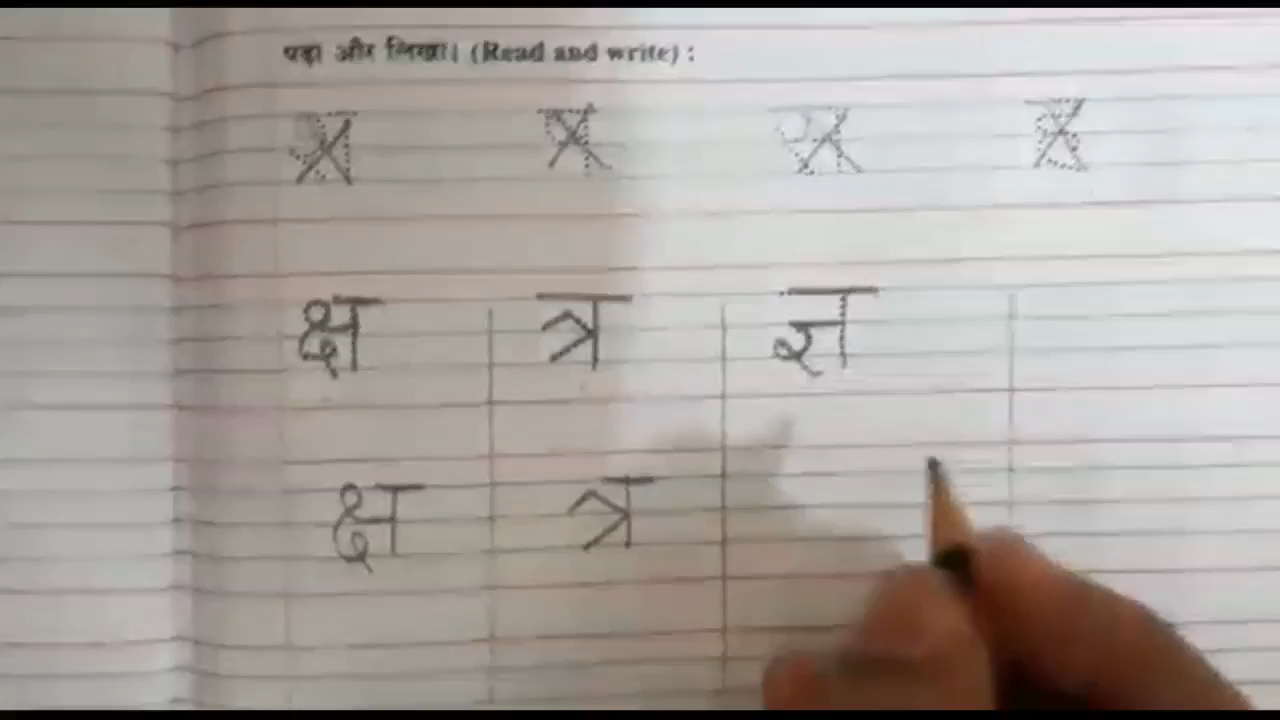 पढ़ो और लिखो। (Read and write) :
क्ष त्र ज्ञ
क्ष त्र